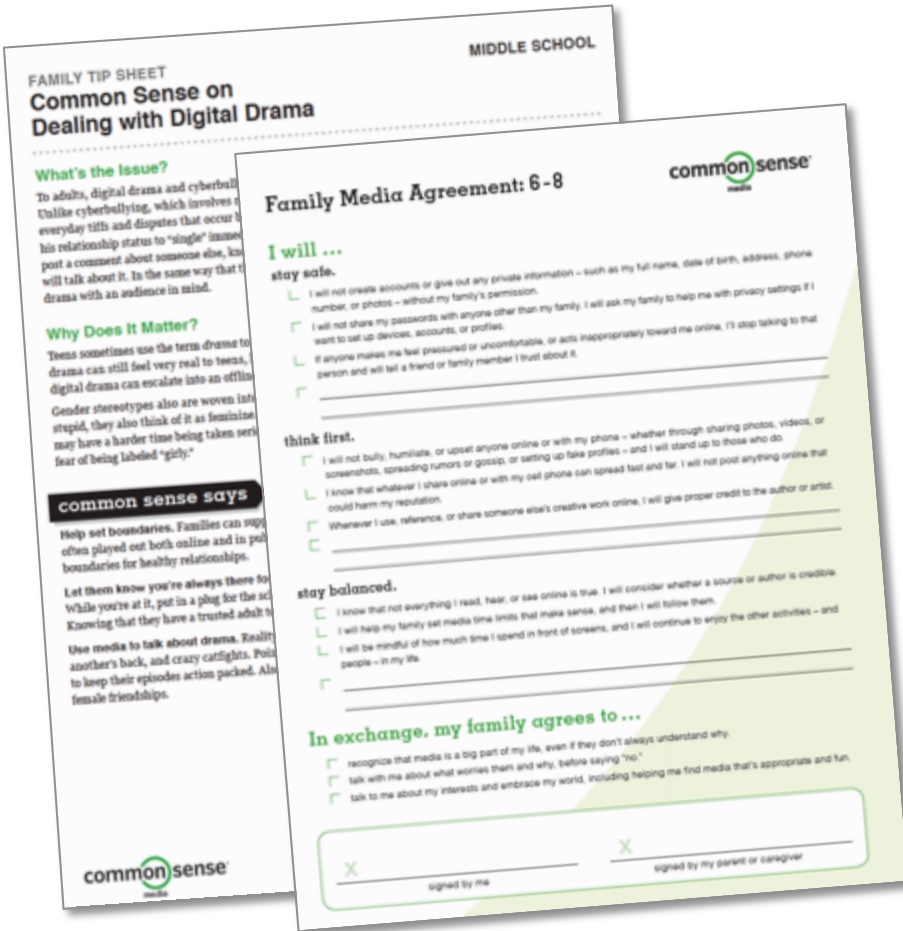 FAMILY TIP SHEET
MIDDLE SCHOOL
Common Sense on
Dealing with Digital Drama
What's the Issue?
To adults, digital drama and cyberbull
Unlike cyberbullying, which involves
everyday tiffs and disputes that occur
his relationship status to "single"
post a comment about someone else,
will talk about it. In the same way that
drama with an audience in mind.
Why Does It Matter?
Teens sometimes use the term drama to
drama can still feel very real to teens,
digital drama can escalate into an
Gender stereotypes also are woven
stupid, they also think of it as feminine.
may have a harder time being taken
fear of being labeled "girly."
common sense says
Help set boundaries. Families can
often played out both online and in
boundaries for healthy relationships.
Let them know you're always there
While you're at it, put in a plug for the
Knowing that they have a trusted adult
Use media to talk about drama.
another's back, and crazy catfights.
to keep their episodes action packed.
female friendships.
common sense
media
common sense
media
Family Media Agreement: 6-8
I will ...
stay safe.
I will not create accounts or give out any private information – such as my full name, date of birth, address, phone
number, or photos – without my family's permission.
I will not share my passwords with anyone other than my family. I will ask my family to help me with privacy settings if I
want to set up devices, accounts, or profiles.
If anyone makes me feel pressured or uncomfortable, or acts inappropriately toward me online, I'll stop talking to that
person and will tell a friend or family member I trust about it.
think first.
I will not bully, humiliate, or upset anyone online or with my phone – whether through sharing photos, videos, or
screenshots, spreading rumors or gossip, or setting up fake profiles – and I will stand up to those who do.
I know that whatever I share online or with my cell phone can spread fast and far. I will not post anything online that
could harm my reputation.
Whenever I use, reference, or share someone else's creative work online, I will give proper credit to the author or artist.
stay balanced.
I know that not everything I read, hear, or see online is true. I will consider whether a source or author is credible.
I will help my family set media time limits that make sense, and then I will follow them.
I will be mindful of how much time I spend in front of screens, and I will continue to enjoy the other activities – and
people – in my life.
In exchange, my family agrees to ...
recognize that media is a big part of my life, even if they don't always understand why.
talk with me about what worries them and why, before saying "no."
talk to me about my interests and embrace my world, including helping me find media that's appropriate and fun.
X
X
signed by me
signed by my parent or caregiver